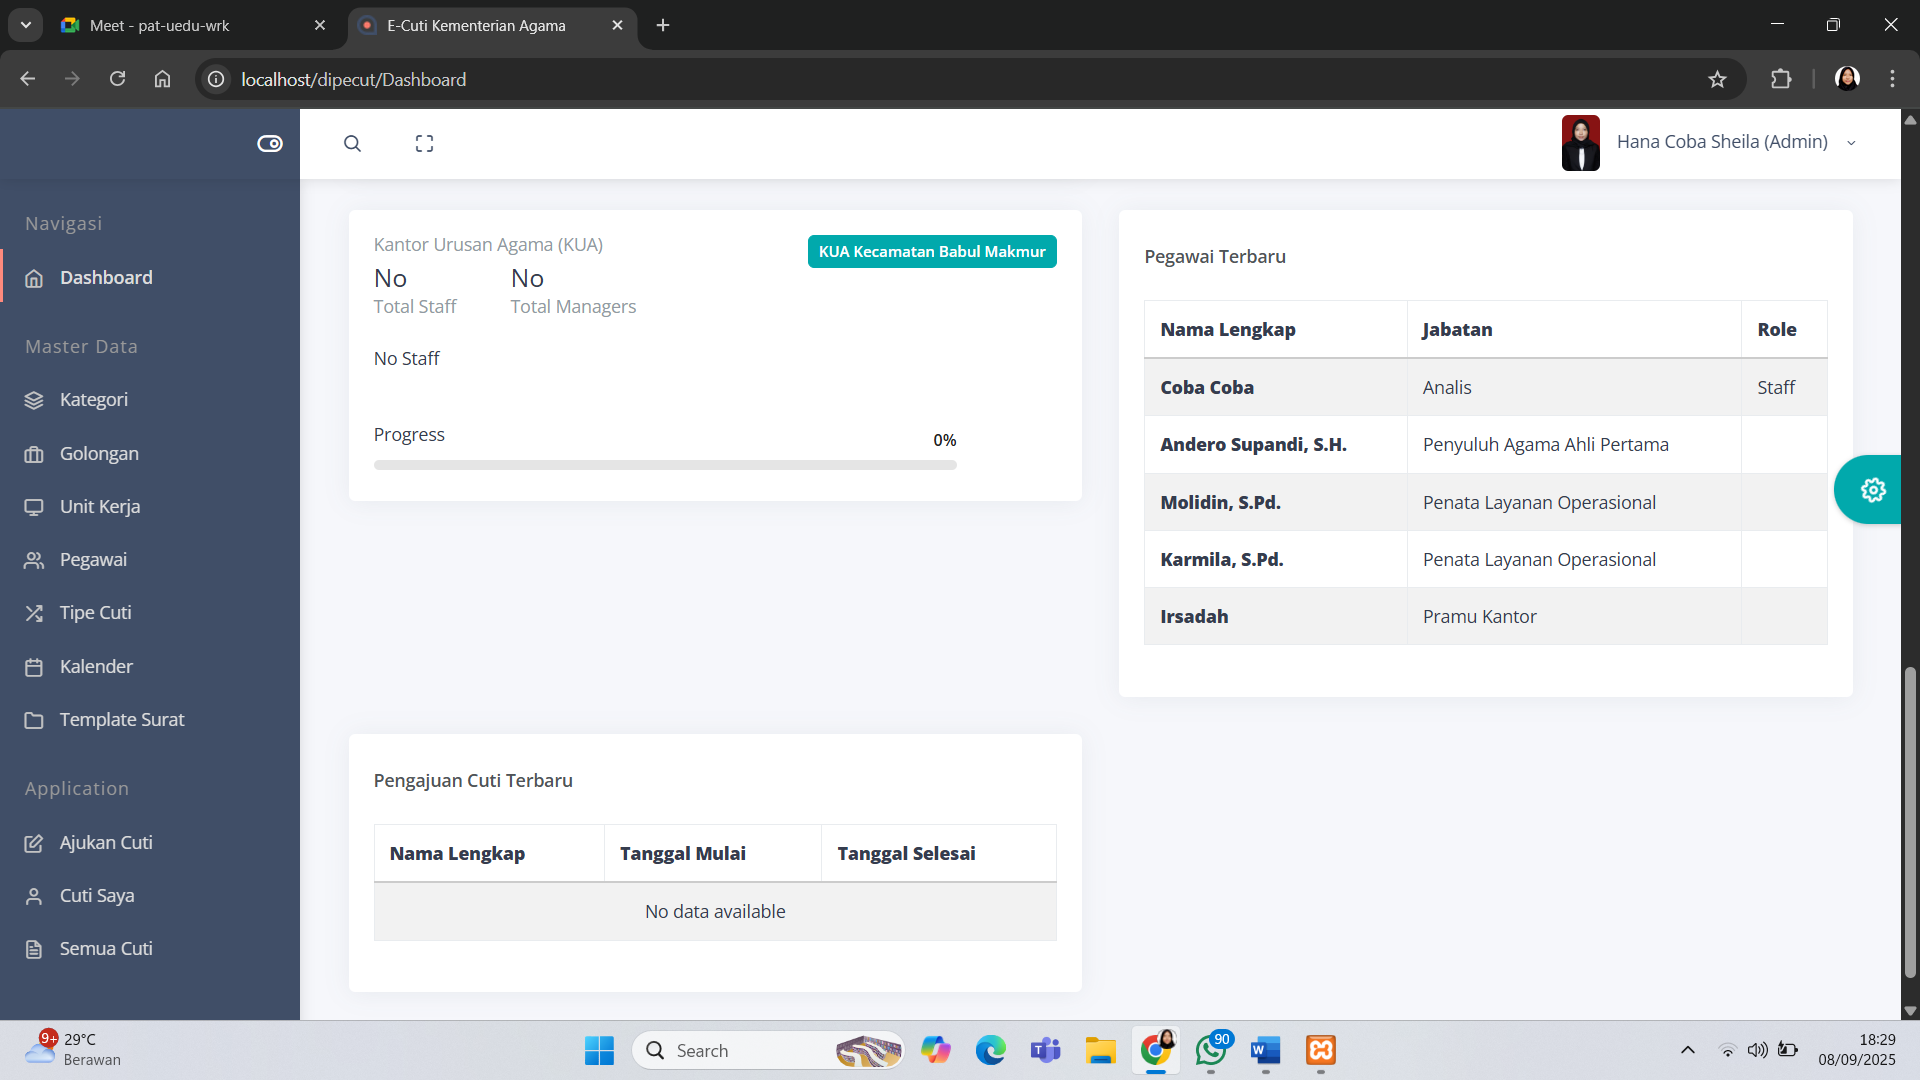 Meet - pat-uedu-wrk
E-Cuti Kementerian Agama
localhost/dipecut/Dashboard
Hana Coba Sheila (Admin)
Navigasi
Dashboard
Master Data
Kategori
Golongan
Unit Kerja
Pegawai
Tipe Cuti
Kalender
Template Surat
Application
Ajukan Cuti
Cuti Saya
Semua Cuti
Kantor Urusan Agama (KUA)
KUA Kecamatan Babul Makmur
No No
Total Staff Total Managers
No Staff
Progress 0%
Pegawai Terbaru
Nama Lengkap Jabatan Role
Coba Coba Analis Staff
Andero Supandi, S.H. Penyuluh Agama Ahli Pertama
Molidin, S.Pd. Penata Layanan Operasional
Karmila, S.Pd. Penata Layanan Operasional
Irsadah Pramu Kantor
Pengajuan Cuti Terbaru
Nama Lengkap Tanggal Mulai Tanggal Selesai
No data available
9+ 29°C
Berawan
Search
90
18:29
08/09/2025